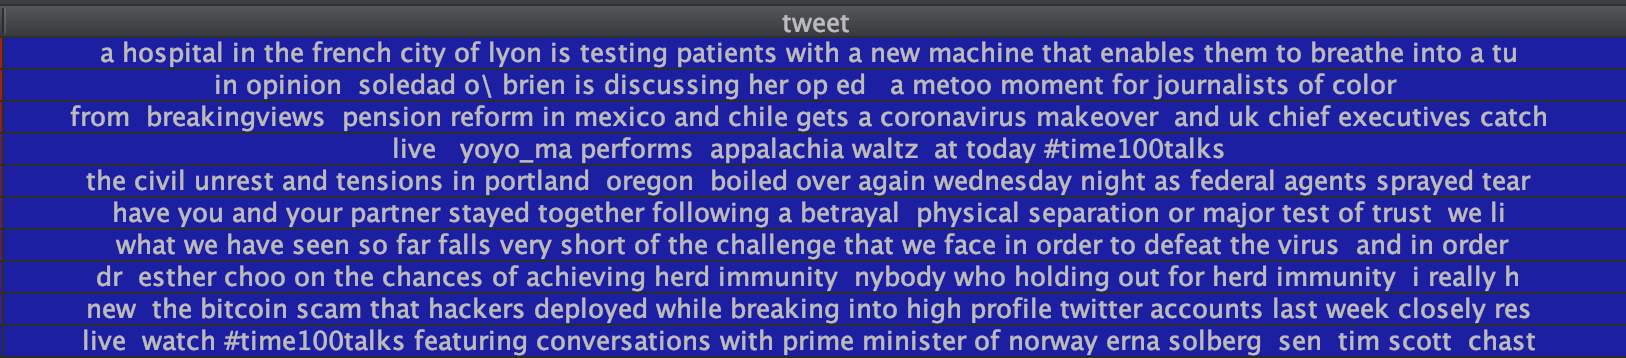 tweet
a hospital in the french city of lyon is testing patients with a new machine that enables them to breathe into a tu
in opinion  soledad o\ brien is discussing her op ed   a metoo moment for journalists of color
from  breakingviews  pension reform in mexico and chile gets a coronavirus makeover  and uk chief executives catch
live   yoyo_ma performs  appalachia waltz  at today #time100talks
the civil unrest and tensions in portland  oregon  boiled over again wednesday night as federal agents sprayed tear
have you and your partner stayed together following a betrayal  physical separation or major test of trust  we li
what we have seen so far falls very short of the challenge that we face in order to defeat the virus  and in order
dr  esther choo on the chances of achieving herd immunity  nybody who holding out for herd immunity  i really h
new  the bitcoin scam that hackers deployed while breaking into high profile twitter accounts last week closely res
live  watch #time100talks featuring conversations with prime minister of norway erna solberg  sen  tim scott  chast